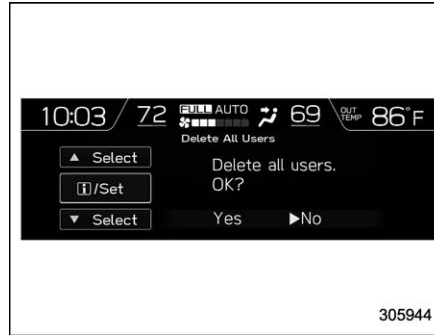 10:03 72 FULL AUTO 69 OUT TEMP 86°F
Delete All Users
▲ Select
Delete all users.
i/Set
OK?
▼ Select
Yes ▶No
305944